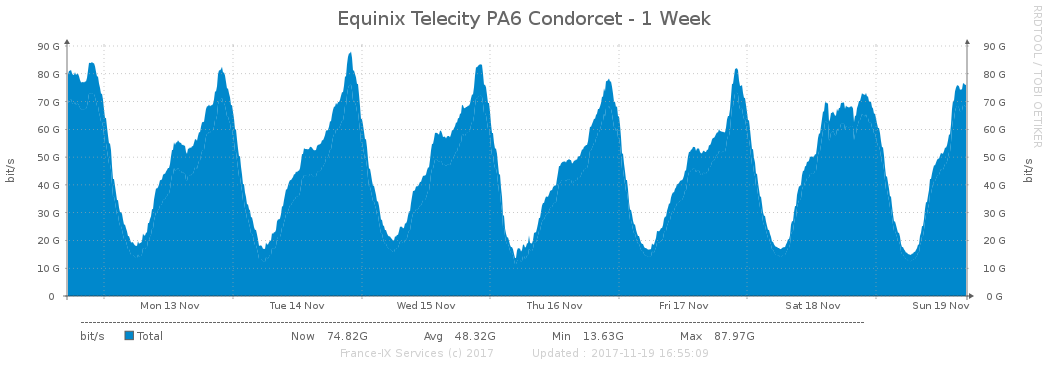 Equinix Telecity PA6 Condorcet - 1 Week
RRDTOOL / TOBI OETIKER
bit/s
bit/s
90 G 90 G
80 G 80 G
70 G 70 G
60 G 60 G
50 G 50 G
40 G 40 G
30 G 30 G
20 G 20 G
10 G 10 G
0 0 G
Mon 13 Nov Tue 14 Nov Wed 15 Nov Thu 16 Nov Fri 17 Nov Sat 18 Nov Sun 19 Nov
bit/s Total Now 74.82G Avg 48.32G Min 13.63G Max 87.97G
France-IX Services (c) 2017 Updated : 2017-11-19 16:55:09